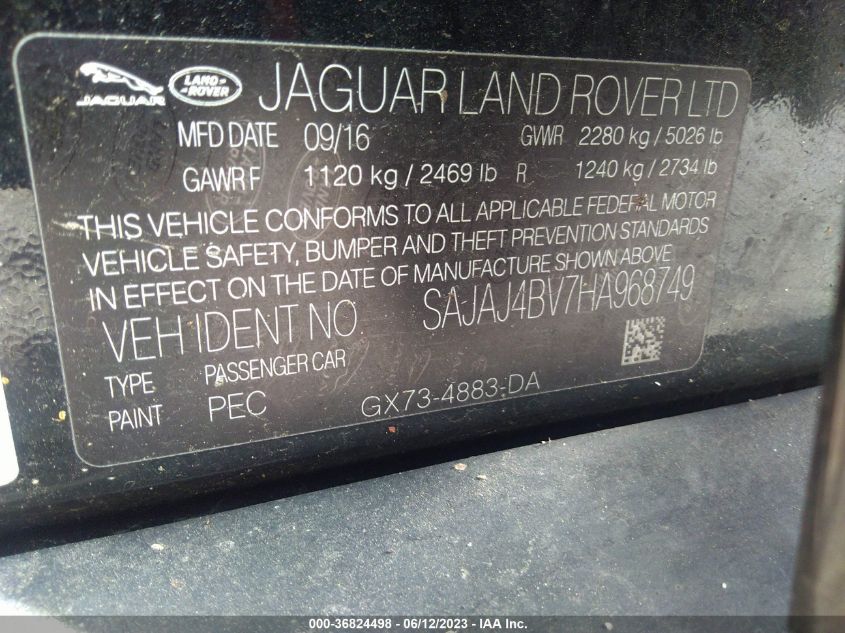 JAGUAR LAND ROVER JAGUAR LAND ROVER LTD
MFD DATE 09/16 GVWR 2280 kg / 5026 lb
GAWR F 1120 kg / 2469 lb R 1240 kg / 2734 lb
THIS VEHICLE CONFORMS TO ALL APPLICABLE FEDERAL MOTOR
VEHICLE SAFETY, BUMPER AND THEFT PREVENTION STANDARDS
IN EFFECT ON THE DATE OF MANUFACTURE SHOWN ABOVE
VEH IDENT NO SAJAJ4BV7HA968749
TYPE PASSENGER CAR
PAINT PEC GX73-4883-DA
000-36824498 - 06/12/2023 - IAA Inc.